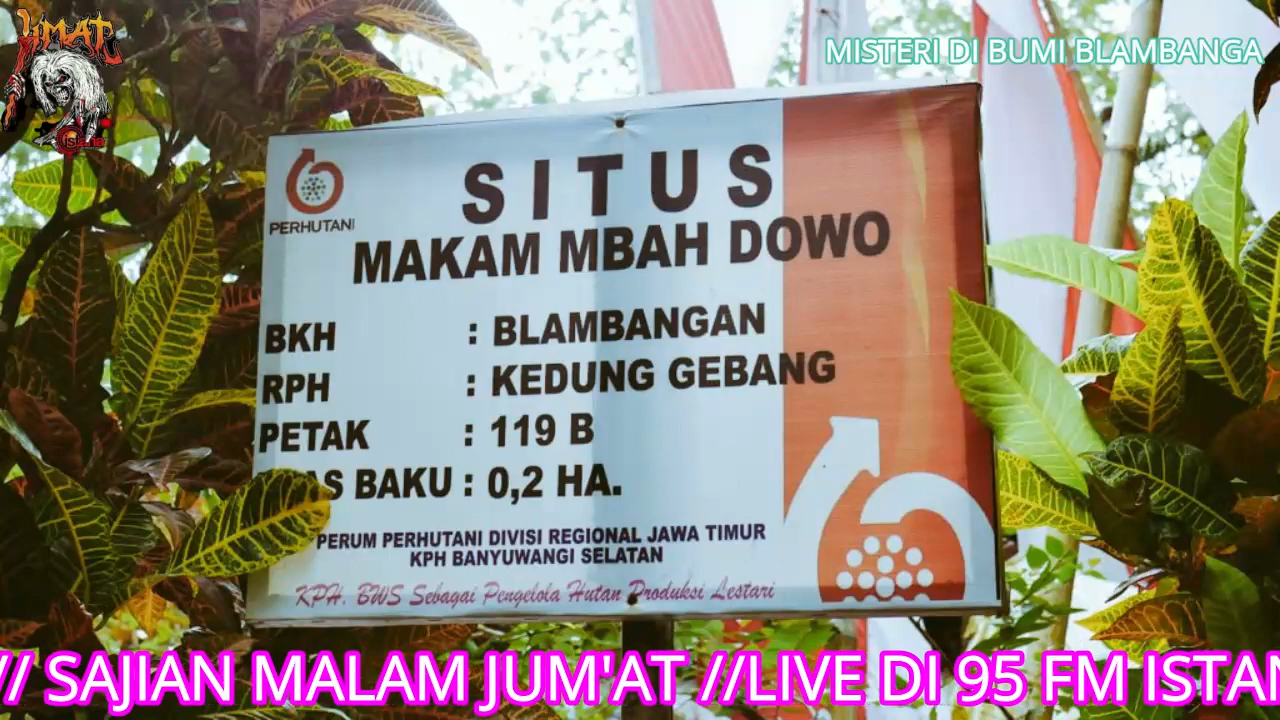 JIMAT
MISTERI DI BUMI BLAMBANGA
PERHUTANI
SITUS
MAKAM MBAH DOWO
BKH : BLAMBANGAN
RPH : KEDUNG GEBANG
PETAK : 119 B
AS BAKU : 0,2 HA.
PERUM PERHUTANI DIVISI REGIONAL JAWA TIMUR
KPH BANYUWANGI SELATAN
KPH. BWS Sebagai Pengelola Hutan Produksi Lestari
// SAJIAN MALAM JUM'AT //LIVE DI 95 FM ISTAN